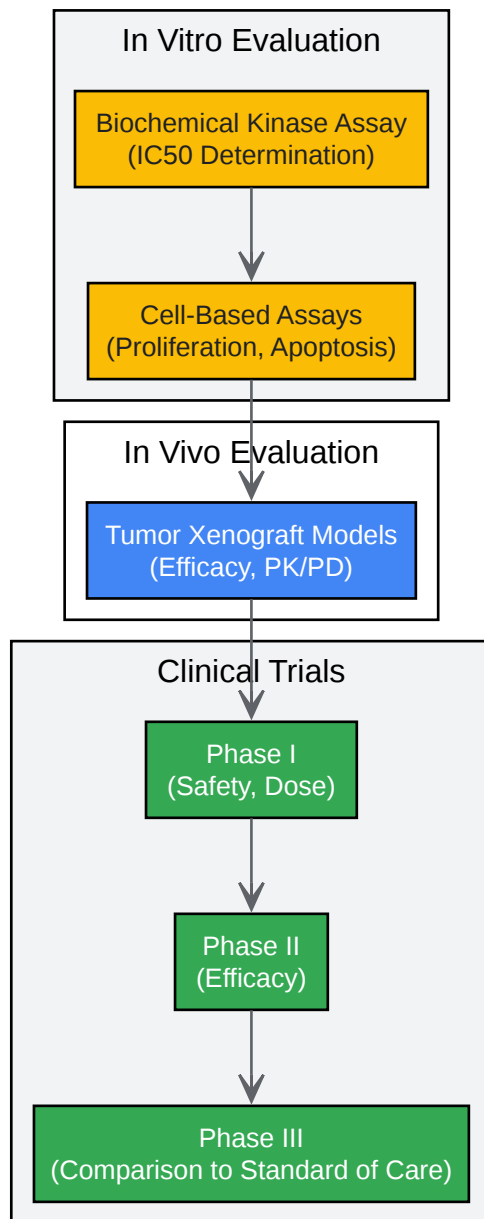 In Vitro Evaluation
Biochemical Kinase Assay
(IC50 Determination)
Cell-Based Assays
(Proliferation, Apoptosis)
In Vivo Evaluation
Tumor Xenograft Models
(Efficacy, PK/PD)
Clinical Trials
Phase I
(Safety, Dose)
Phase II
(Efficacy)
Phase III
(Comparison to Standard of Care)